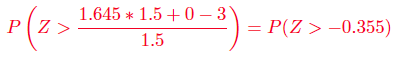 P(Z > (1.645 * 1.5 + 0 − 3)/1.5) = P(Z > −0.355)